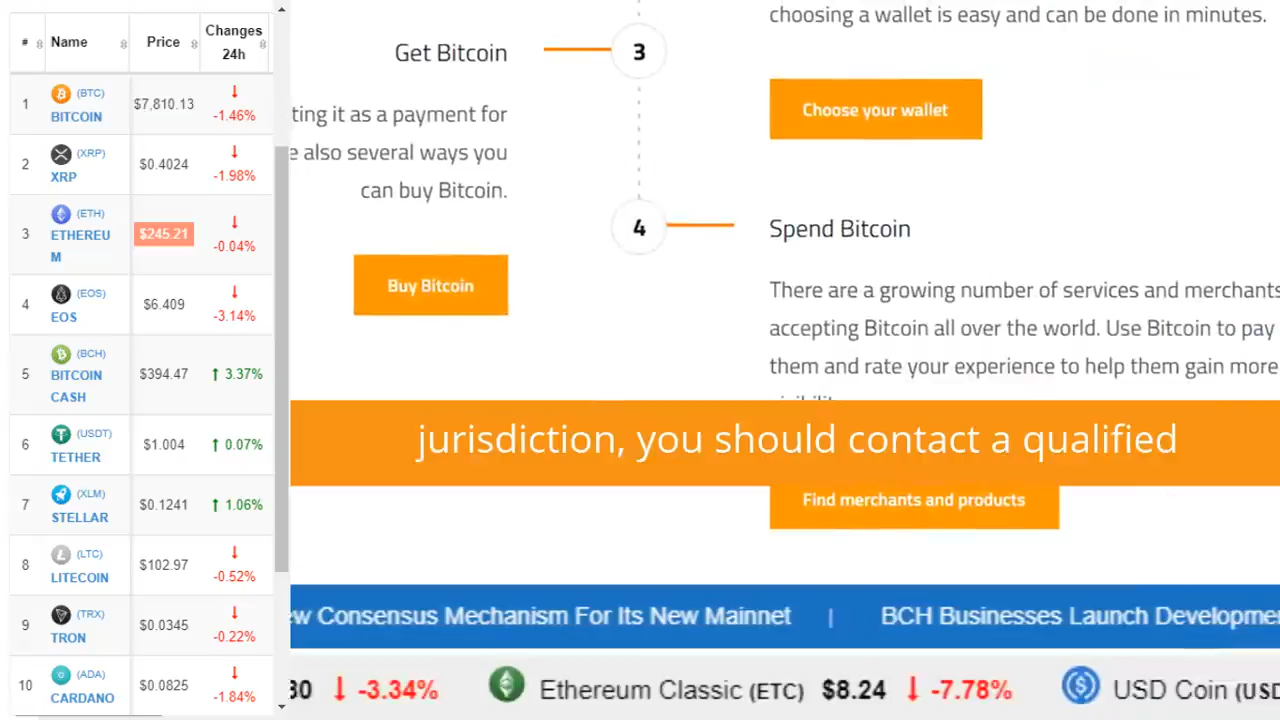 # Name Price Changes 24h
1 (BTC) BITCOIN $7,810.13 ↓ -1.46%
2 (XRP) XRP $0.4024 ↓ -1.98%
3 (ETH) ETHEREUM $245.21 ↓ -0.04%
4 (EOS) EOS $6.409 ↓ -3.14%
5 (BCH) BITCOIN CASH $394.47 ↑ 3.37%
6 (USDT) TETHER $1.004 ↑ 0.07%
7 (XLM) STELLAR $0.1241 ↑ 1.06%
8 (LTC) LITECOIN $102.97 ↓ -0.52%
9 (TRX) TRON $0.0345 ↓ -0.22%
10 (ADA) CARDANO $0.0825 ↓ -1.84%
Get Bitcoin
3
ting it as a payment for
e also several ways you
can buy Bitcoin.
Buy Bitcoin
choosing a wallet is easy and can be done in minutes.
Choose your wallet
4
Spend Bitcoin
There are a growing number of services and merchants
accepting Bitcoin all over the world. Use Bitcoin to pay
them and rate your experience to help them gain more
jurisdiction, you should contact a qualified
Find merchants and products
ew Consensus Mechanism For Its New Mainnet | BCH Businesses Launch Developme
30 ↓ -3.34% Ethereum Classic (ETC) $8.24 ↓ -7.78% USD Coin (USD